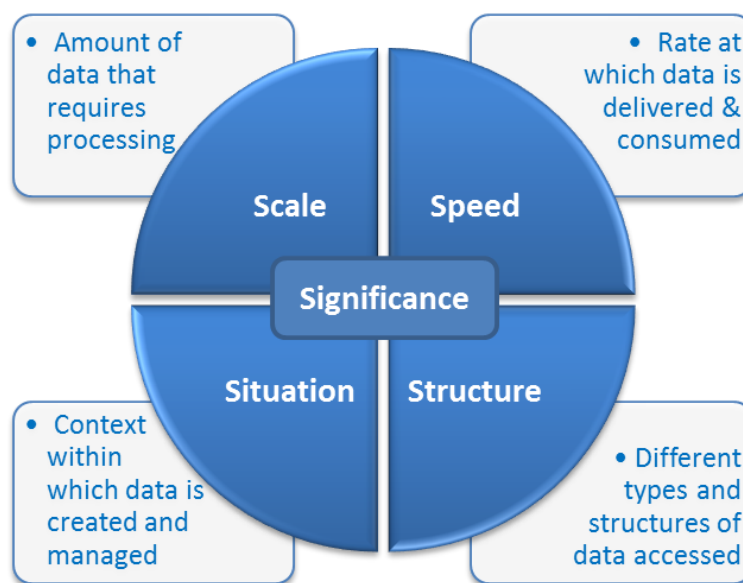 • Amount of
data that
requires
processing
• Rate at
which data is
delivered &
consumed
Scale
Speed
Significance
Situation
Structure
• Context
within
which data is
created and
managed
• Different
types and
structures of
data accessed